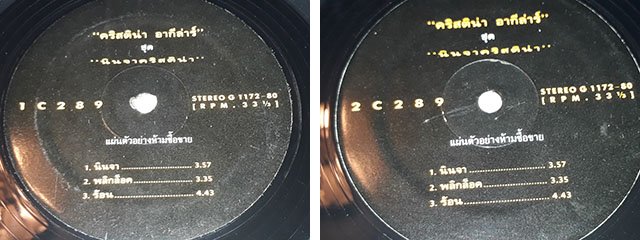 "คริสติน่า อากีล่าร์"
ชุด
"นินจาคริสติน่า"
1C289
STEREO G 1172-80
[RPM. 33 ⅓]
แผ่นตัวอย่างห้ามซื้อขาย
1. นินจา 3.57
2. พลิกล็อค 3.35
3. ร้อน 4.43
"คริสติน่า อากีล่าร์"
ชุด
"นินจาคริสติน่า"
2C289
STEREO G 1172-80
[RPM. 33 ⅓]
แผ่นตัวอย่างห้ามซื้อขาย
1. นินจา 3.57
2. พลิกล็อค 3.35
3. ร้อน 4.43